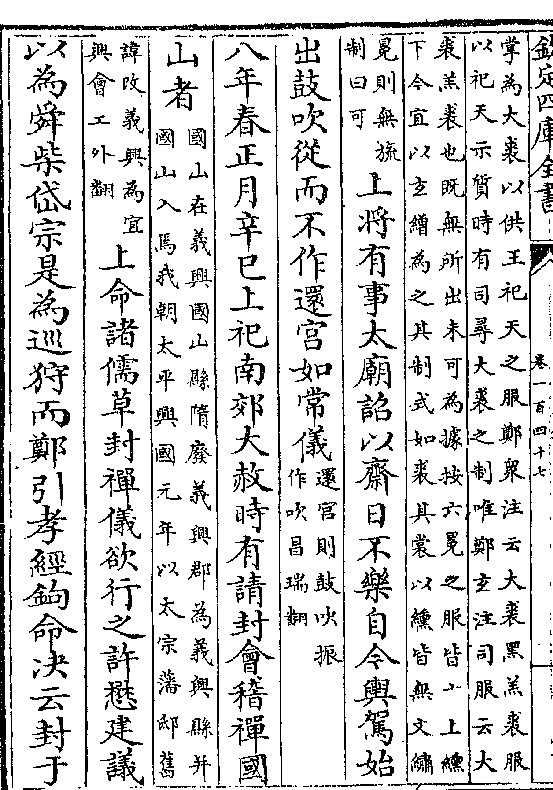 欽定四庫全書
卷一百四十七
掌為大裘以供王祀天之服鄭衆注云大裘黑羔裘服
以祀天示質時有司尋大裘之制唯鄭玄注司服云大
裘羔裘也既無所出未可為據按六冕之服皆玄上纁
下今宜以玄繒為之其制式如裘其裳以纁皆無文繡
冕則無旒
制曰可
上將有事太廟詔以齋日不樂自今輿駕始
出鼓吹從而不作還宫如常儀
還宫則鼓吹振
作吹昌瑞翻
八年春正月辛巳上祀南郊大赦時有請封會稽禪國
山者
國山在義興國山縣隋廢義興郡為義興縣并
國山入焉我朝太平興國元年以太宗藩邸舊
諱改義興為宜
興會工外翻
上命諸儒草封禪儀欲行之許懋建議
以為舜柴岱宗是為巡狩而鄭引孝經鉤命决云封于